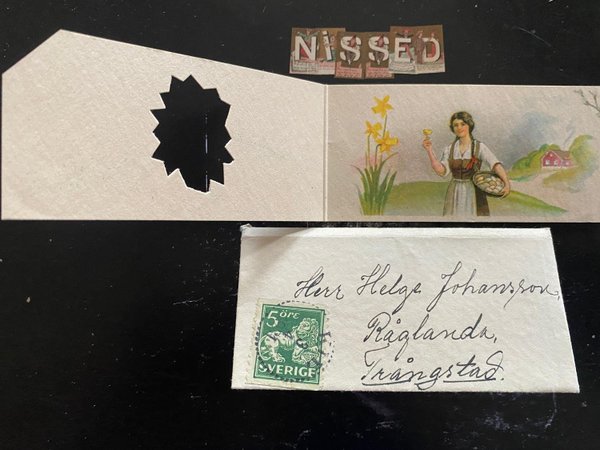 NiSSED
Herr Helge Johansson,
Råglanda,
Trångstad.
5 ÖRE
SVERIGE